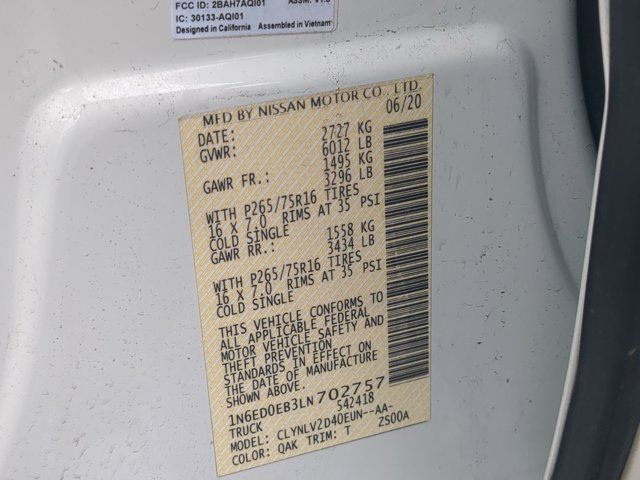 FCC ID: 2BAH7AQI01 ASSM: V1.0
IC: 30133-AQI01
Designed in California Assembled in Vietnam
MFD BY NISSAN MOTOR CO., LTD.
DATE: 06/20
GVWR: 2727 KG
6012 LB
GAWR FR.: 1495 KG
3296 LB
WITH P265/75R16 TIRES
16 X 7.0 RIMS AT 35 PSI
COLD SINGLE
GAWR RR.: 1558 KG
3434 LB
WITH P265/75R16 TIRES
16 X 7.0 RIMS AT 35 PSI
COLD SINGLE
THIS VEHICLE CONFORMS TO
ALL APPLICABLE FEDERAL
MOTOR VEHICLE SAFETY AND
THEFT PREVENTION
STANDARDS IN EFFECT ON
THE DATE OF MANUFACTURE
SHOWN ABOVE.
1N6ED0EB3LN702757
TRUCK 542418
MODEL: CLYNLV2D40EUN--AA-
COLOR: QAK TRIM: T ZS00A